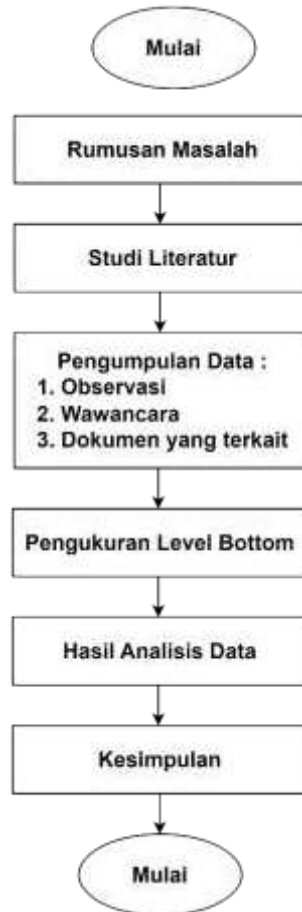 Mulai
Rumusan Masalah
Studi Literatur
Pengumpulan Data :
1. Observasi
2. Wawancara
3. Dokumen yang terkait
Pengukuran Level Bottom
Hasil Analisis Data
Kesimpulan
Mulai